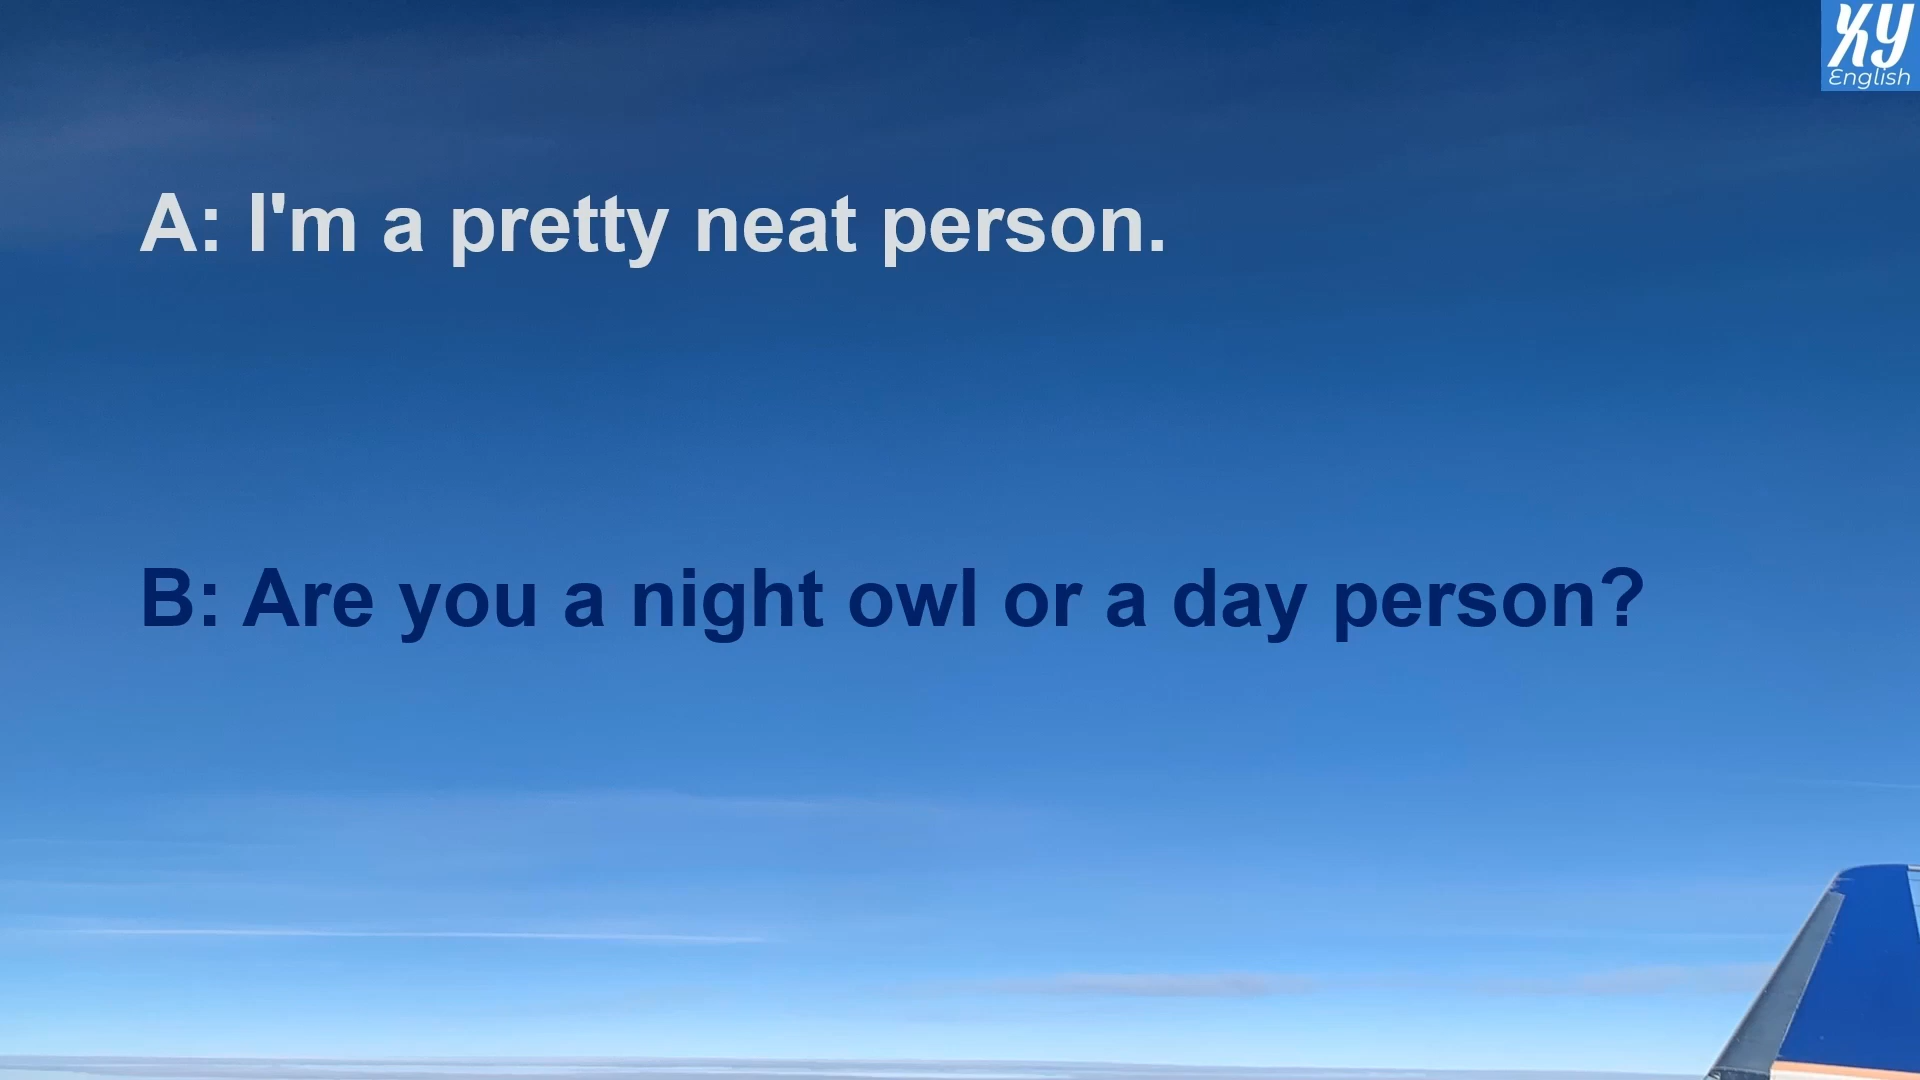 XY
English
A: I'm a pretty neat person.
B: Are you a night owl or a day person?